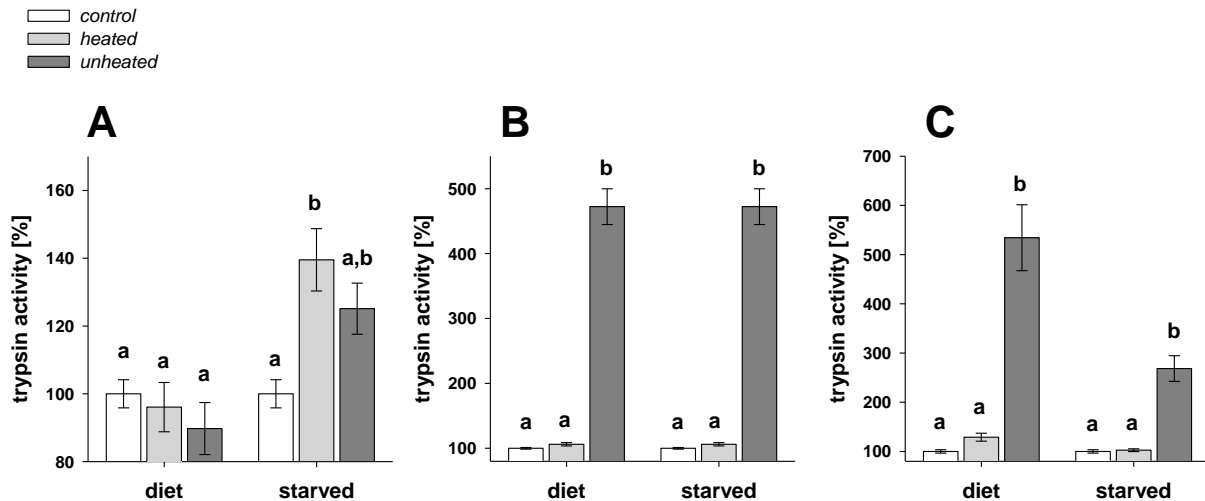 control
heated
unheated
A
trypsin activity [%]
160
140
120
100
80
a
a
a
a
b
a,b
diet
starved
B
trypsin activity [%]
500
400
300
200
100
a
a
b
a
a
b
diet
starved
C
trypsin activity [%]
700
600
500
400
300
200
100
a
a
b
a
a
b
diet
starved